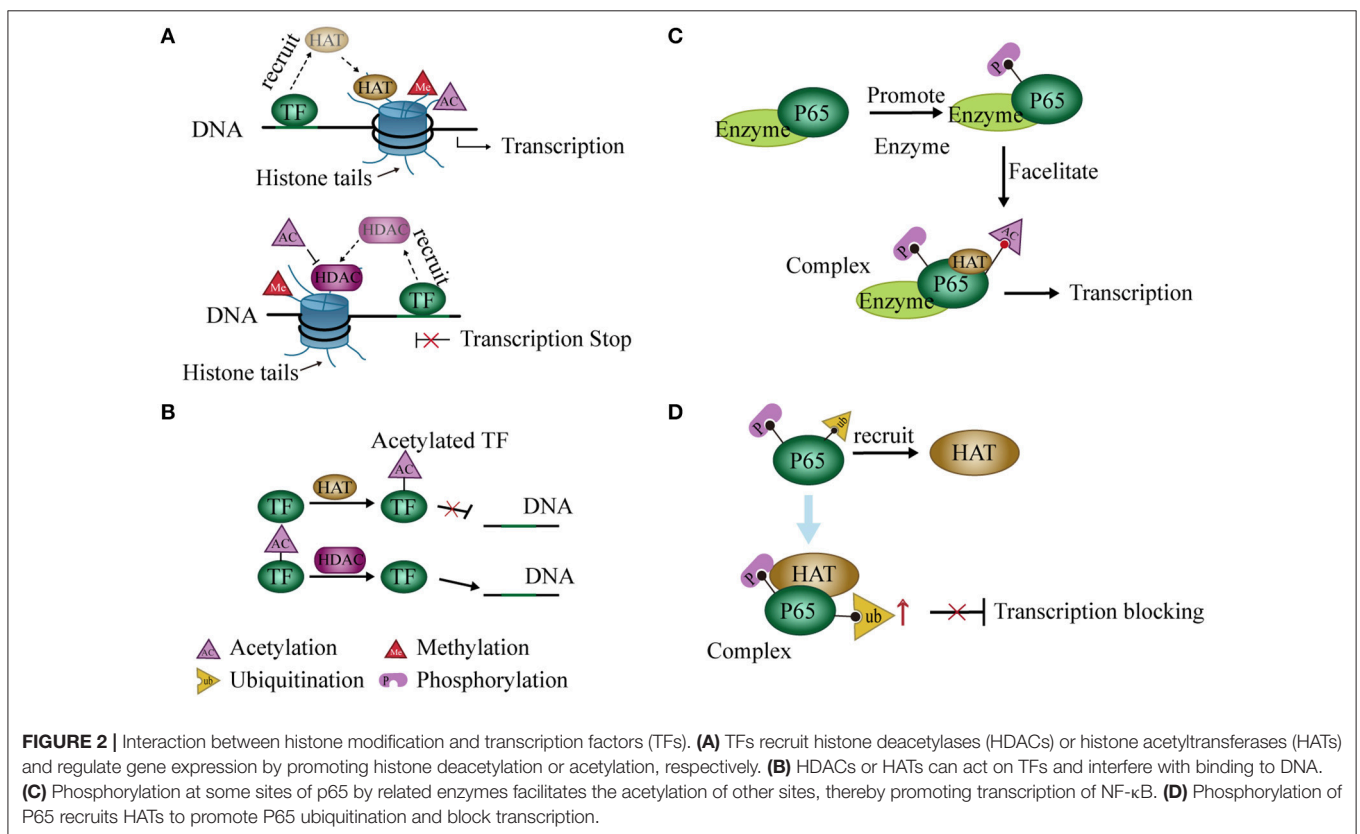 A
recruit
HAT
HAT
Me
AC
TF
DNA
Transcription
Histone tails
AC
HDAC
recruit
HDAC
Me
TF
DNA
Transcription Stop
Histone tails
B
Acetylated TF
AC
HAT
TF
TF
DNA
AC
HDAC
TF
TF
DNA
AC Acetylation
Me Methylation
ub Ubiquitination
P Phosphorylation
C
P
P65
Promote
P65
Enzyme
Enzyme
Enzyme
Facelitate
P
AC
HAT
Complex
P65
Enzyme
Transcription
D
P
ub
recruit
P65
HAT
HAT
P
P65
ub
Transcription blocking
Complex
FIGURE 2 | Interaction between histone modification and transcription factors (TFs). (A) TFs recruit histone deacetylases (HDACs) or histone acetyltransferases (HATs)
and regulate gene expression by promoting histone deacetylation or acetylation, respectively. (B) HDACs or HATs can act on TFs and interfere with binding to DNA.
(C) Phosphorylation at some sites of p65 by related enzymes facilitates the acetylation of other sites, thereby promoting transcription of NF-κB. (D) Phosphorylation of
P65 recruits HATs to promote P65 ubiquitination and block transcription.